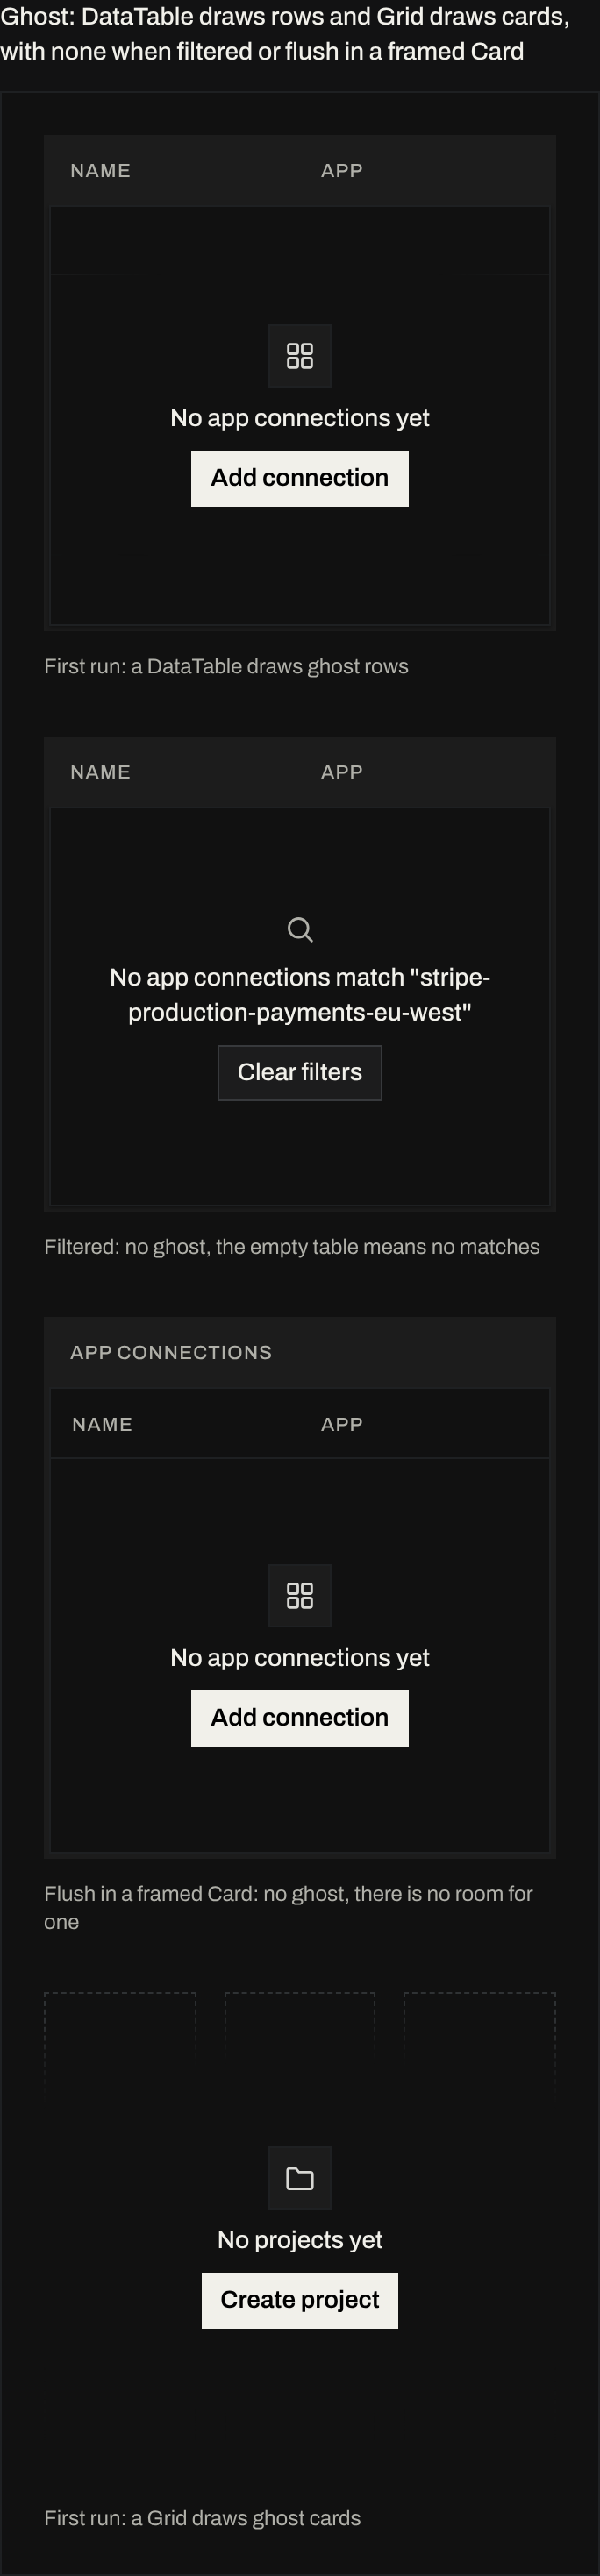 Ghost: DataTable draws rows and Grid draws cards,
with none when filtered or flush in a framed Card
NAME APP
No app connections yet
Add connection
First run: a DataTable draws ghost rows
NAME APP
No app connections match "stripe-
production-payments-eu-west"
Clear filters
Filtered: no ghost, the empty table means no matches
APP CONNECTIONS
NAME APP
No app connections yet
Add connection
Flush in a framed Card: no ghost, there is no room for
one
No projects yet
Create project
First run: a Grid draws ghost cards